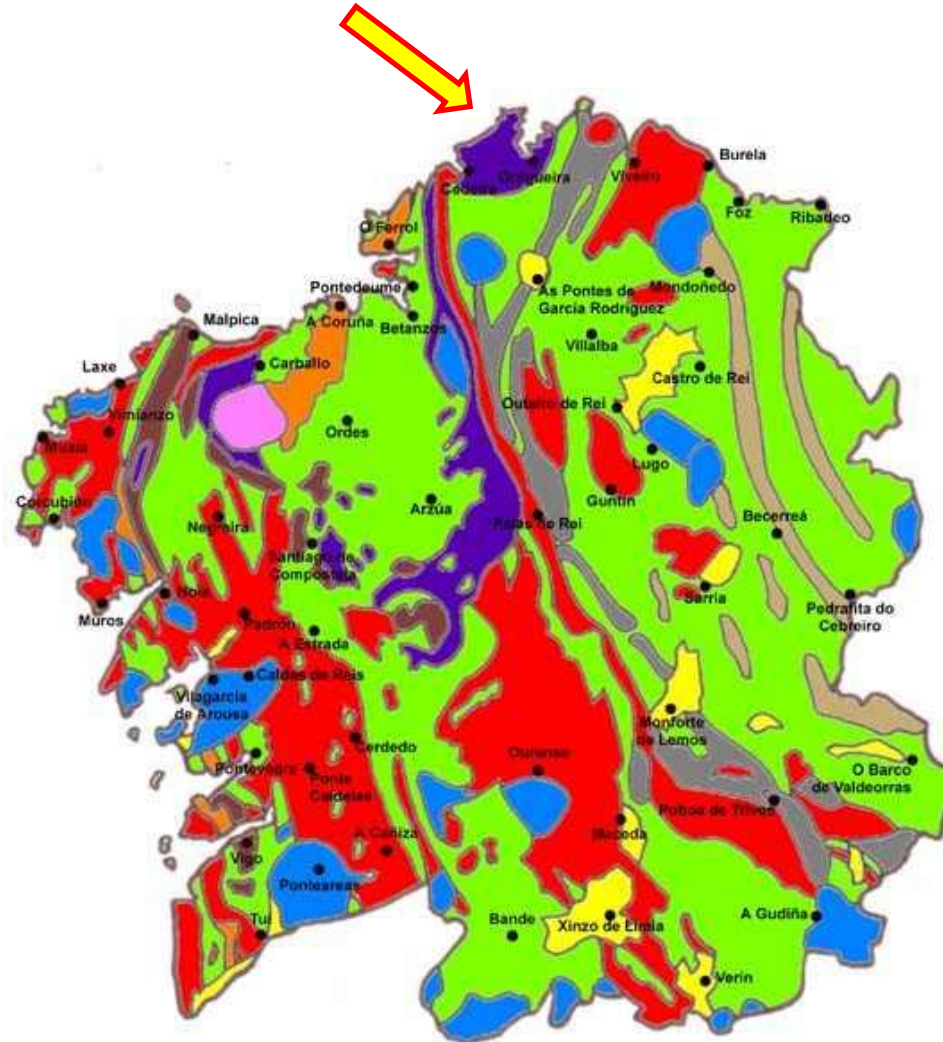 Burela
Cedeira
Ortigueira
Viveiro
Foz
Ribadeo
O Ferrol
Pontedeume
As Pontes de
García Rodríguez
Mondoñedo
A Coruña
Betanzos
Malpica
Villalba
Laxe
Carballo
Castro de Rei
Vimianzo
Outeiro de Rei
Muxía
Ordes
Lugo
Guntín
Corcubión
Arzúa
Negreira
Palas de Rei
Becerreá
Santiago de
Compostela
Noia
Sarria
Muros
Padrón
Pedrafita do
Cebreiro
A Estrada
Caldas de Reis
Vilagarcía
de Arousa
Monforte
de Lemos
Cerdedo
Pontevedra
Ourense
Ponte
Caldelas
O Barco
de Valdeorras
Poboa de Trives
Maceda
A Cañiza
Vigo
Ponteareas
Tui
Bande
Xinzo de Limia
A Gudiña
Verín